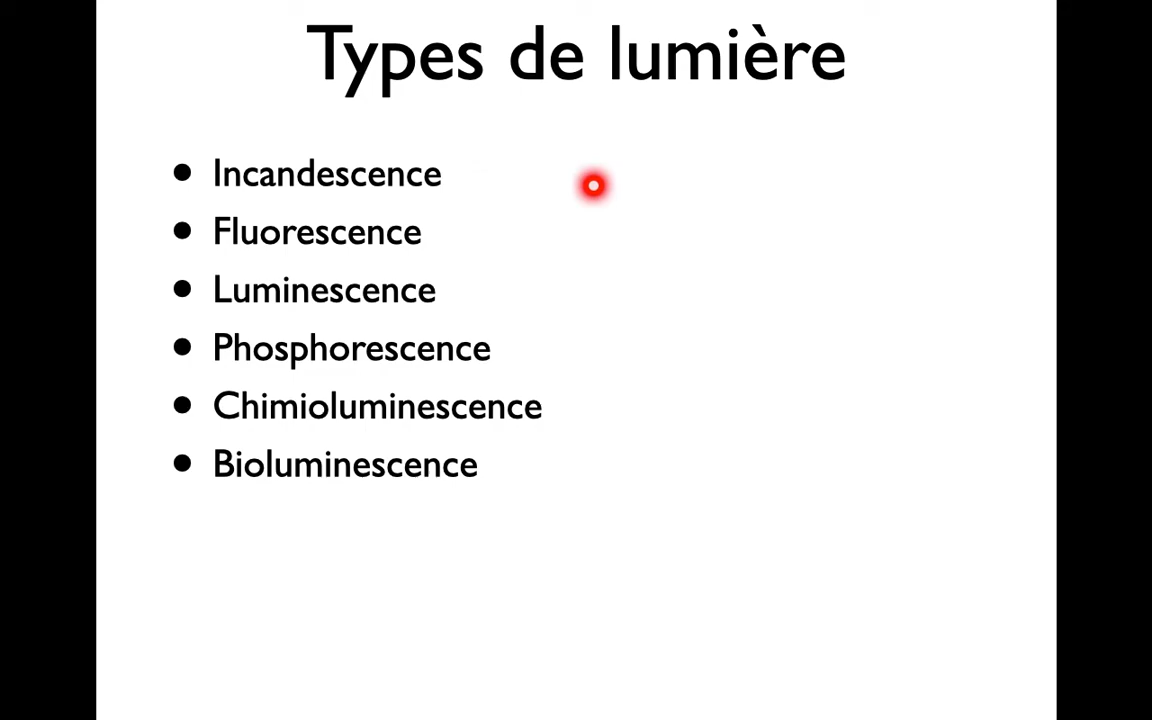 Types de lumière
• Incandescence
• Fluorescence
• Luminescence
• Phosphorescence
• Chimioluminescence
• Bioluminescence